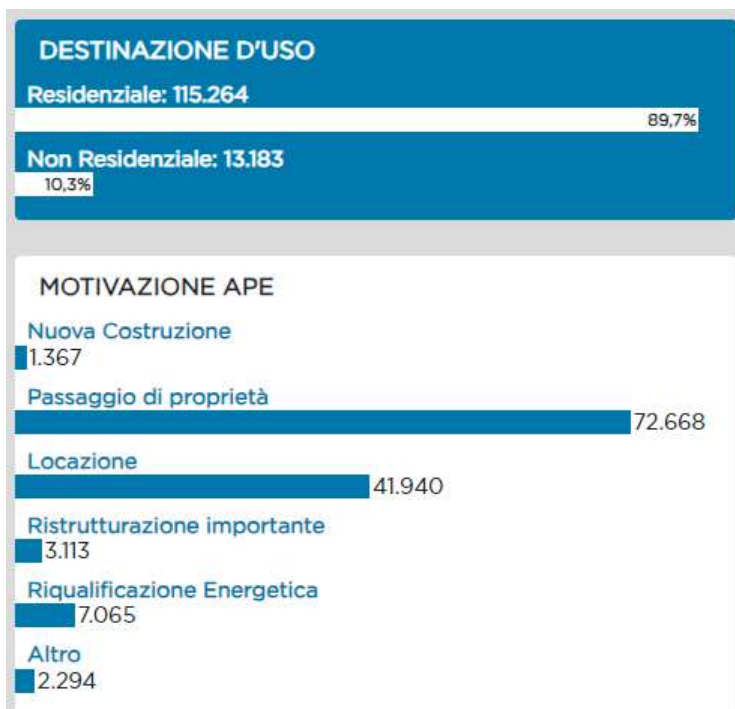 DESTINAZIONE D'USO
Residenziale: 115.264
89,7%
Non Residenziale: 13.183
10,3%
MOTIVAZIONE APE
Nuova Costruzione
1.367
Passaggio di proprietà
72.668
Locazione
41.940
Ristrutturazione importante
3.113
Riqualificazione Energetica
7.065
Altro
2.294